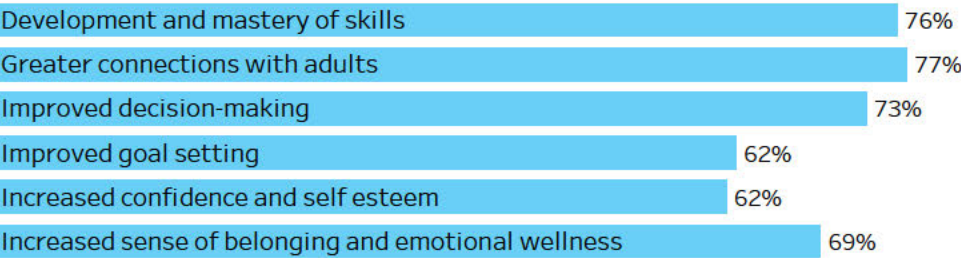 Development and mastery of skills 76%
Greater connections with adults 77%
Improved decision-making 73%
Improved goal setting 62%
Increased confidence and self esteem 62%
Increased sense of belonging and emotional wellness 69%